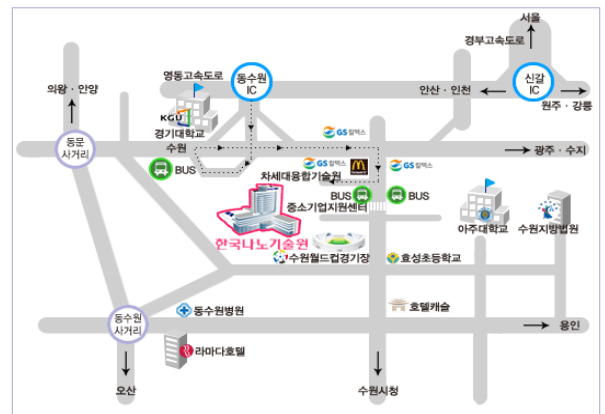 서울
경부고속도로
영동고속도로
동수원
IC
신갈
IC
의왕 · 안양
안산 · 인천
원주 · 강릉
KGU
경기대학교
GS칼텍스
동문
사거리
수원
광주 · 수지
BUS
GS칼텍스
GS칼텍스
차세대융합기술원
BUS
BUS
중소기업지원센터
아주대학교
수원지방법원
한국나노기술원
수원월드컵경기장
효성초등학교
동수원
사거리
동수원병원
호텔캐슬
용인
라마다호텔
오산
수원시청